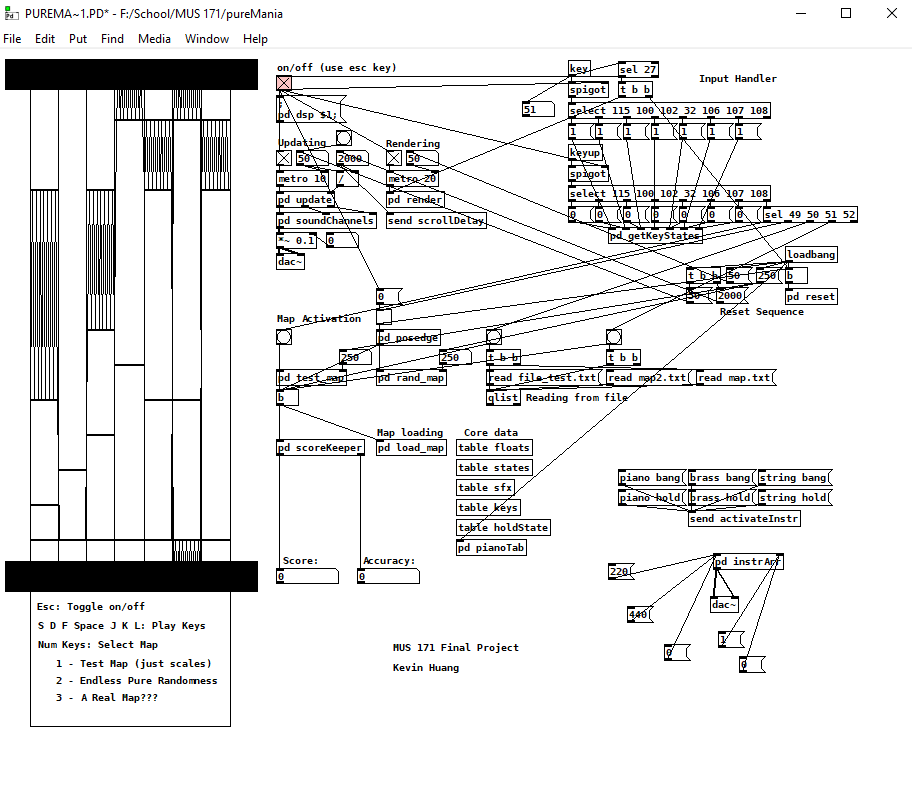 PUREMA~1.PD* - F:/School/MUS 171/pureMania
File Edit Put Find Media Window Help
on/off (use esc key)
key
sel 27
Input Handler
spigot
t b b
; 
pd dsp $1;
51
select 115 100 102 32 106 107 108
1 1 1 1 1 1 1
Updating
Rendering
keyup
50
2000
50
spigot
metro 10
/
metro 20
select 115 100 102 32 106 107 108
pd update
pd render
0 0 0 0 0 0 0
sel 49 50 51 52
pd soundChannels
send scrollDelay
pd getKeyStates
*~ 0.1
0
loadbang
dac~
t b b
50
250
b
0
50
2000
pd reset
Reset Sequence
Map Activation
pd posedge
250
250
t b b
t b b
pd test_map
pd rand_map
read file_test.txt
read map2.txt
read map.txt
b
qlist
Reading from file
Map loading
Core data
pd scoreKeeper
pd load_map
table floats
table states
table sfx
table keys
table holdState
pd pianoTab
piano bang
brass bang
string bang
piano hold
brass hold
string hold
send activateInstr
Score:
Accuracy:
0
0
pd instrArr
220
440
dac~
0
1
0
Esc: Toggle on/off
S D F Space J K L: Play Keys
Num Keys: Select Map
1 - Test Map (just scales)
2 - Endless Pure Randomness
3 - A Real Map???
MUS 171 Final Project
Kevin Huang